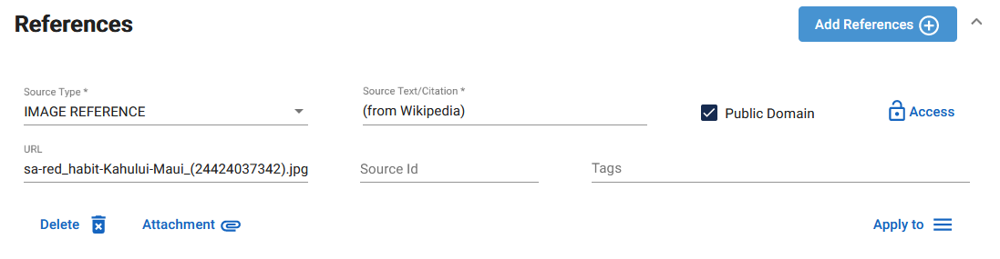 References
Add References
Source Type *
Source Text/Citation *
IMAGE REFERENCE
(from Wikipedia)
Public Domain
Access
URL
sa-red_habit-Kahului-Maui_(24424037342).jpg
Source Id
Tags
Delete
Attachment
Apply to